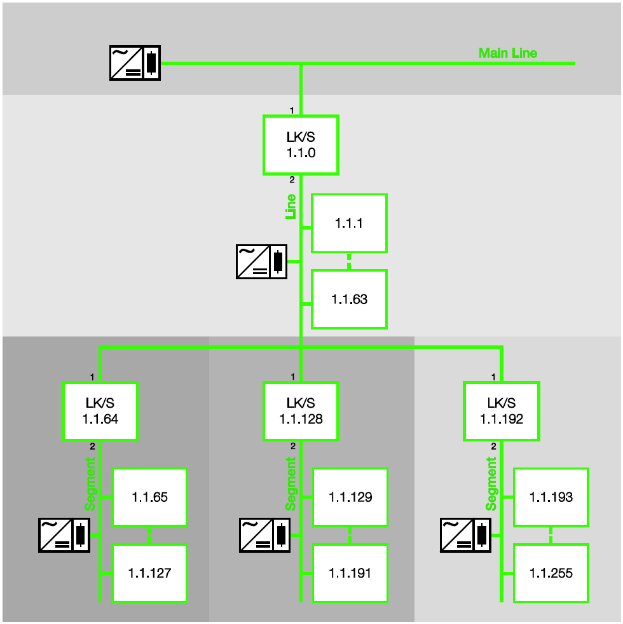 Main Line
1
LK/S
1.1.0
2
Line
1.1.1
1.1.63
1
LK/S
1.1.64
2
Segment
1.1.65
1.1.127
1
LK/S
1.1.128
2
Segment
1.1.129
1.1.191
1
LK/S
1.1.192
2
Segment
1.1.193
1.1.255